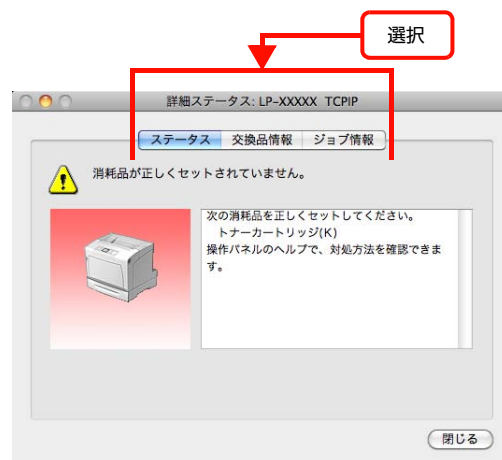 選択
詳細ステータス: LP-XXXXX TCPIP
ステータス 交換品情報 ジョブ情報
消耗品が正しくセットされていません。
次の消耗品を正しくセットしてください。
トナーカートリッジ(K)
操作パネルのヘルプで、対処方法を確認できま
す。
閉じる